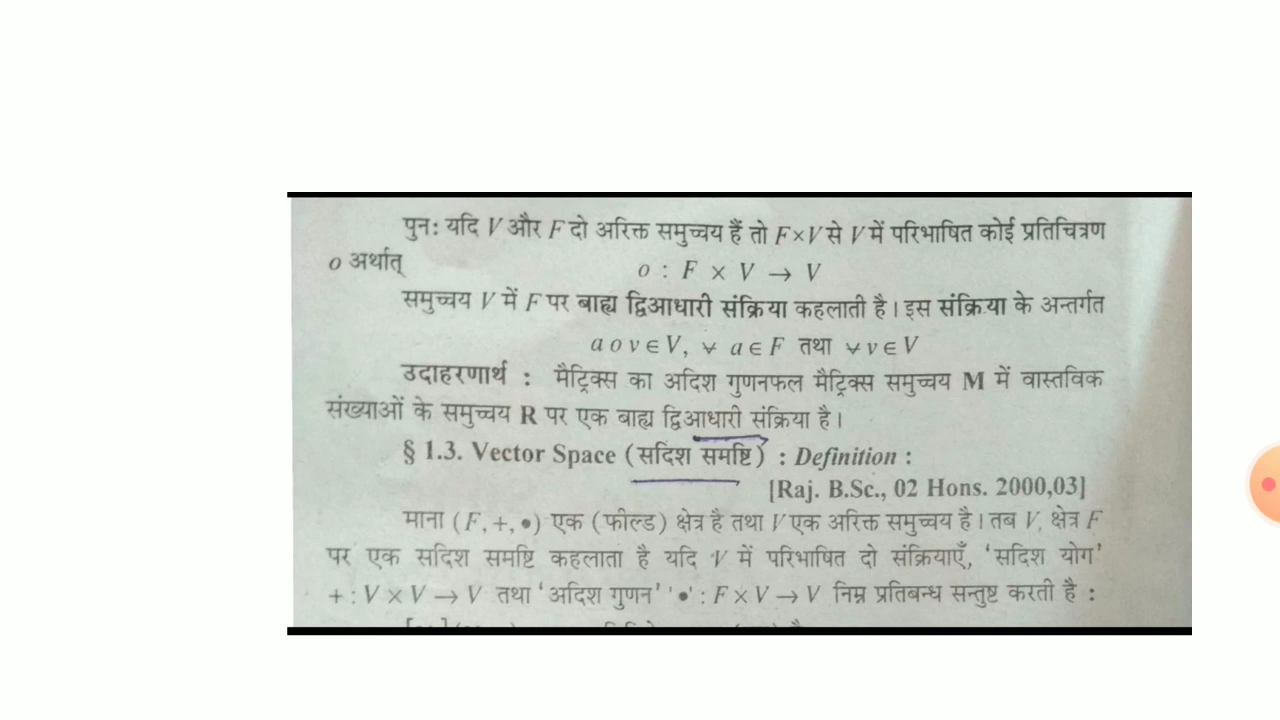 पुनः यदि V और F दो अरिक्त समुच्चय हैं तो F×V से V में परिभाषित कोई प्रतिचित्रण
o अर्थात् o : F × V → V
समुच्चय V में F पर बाह्य द्विआधारी संक्रिया कहलाती है। इस संक्रिया के अन्तर्गत
a o v ∈ V, ∀ a ∈ F तथा ∀ v ∈ V
उदाहरणार्थ : मैट्रिक्स का अदिश गुणनफल मैट्रिक्स समुच्चय M में वास्तविक
संख्याओं के समुच्चय R पर एक बाह्य द्विआधारी संक्रिया है।
§ 1.3. Vector Space (सदिश समष्टि) : Definition :
[Raj. B.Sc., 02 Hons. 2000,03]
माना (F, +, •) एक (फील्ड) क्षेत्र है तथा V एक अरिक्त समुच्चय है। तब V, क्षेत्र F
पर एक सदिश समष्टि कहलाता है यदि V में परिभाषित दो संक्रियाएँ, 'सदिश योग'
+ : V × V → V तथा 'अदिश गुणन' '•' : F × V → V निम्न प्रतिबन्ध सन्तुष्ट करती है :